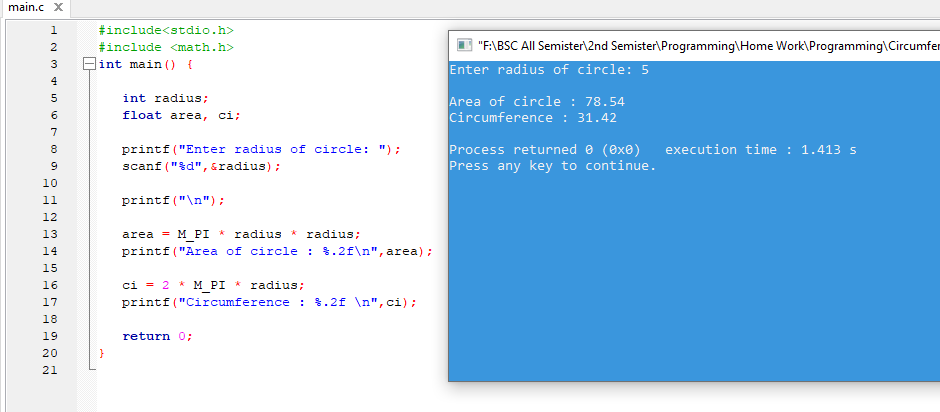 main.c
1 #include<stdio.h>
2 #include <math.h>
3 int main() {
4
5 int radius;
6 float area, ci;
7
8 printf("Enter radius of circle: ");
9 scanf("%d",&radius);
10
11 printf("\n");
12
13 area = M_PI * radius * radius;
14 printf("Area of circle : %.2f\n",area);
15
16 ci = 2 * M_PI * radius;
17 printf("Circumference : %.2f \n",ci);
18
19 return 0;
20 }
21
"F:\BSC All Semister\2nd Semister\Programming\Home Work\Programming\Circumfer
Enter radius of circle: 5
Area of circle : 78.54
Circumference : 31.42
Process returned 0 (0x0) execution time : 1.413 s
Press any key to continue.